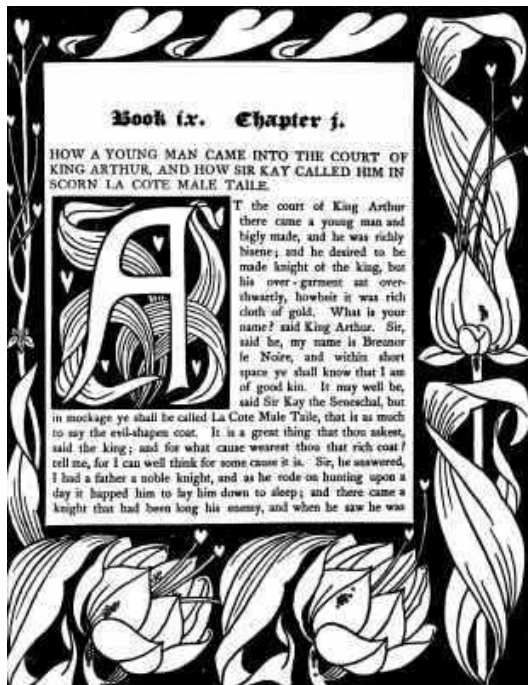 Book ix. Chapter j.
HOW A YOUNG MAN CAME INTO THE COURT OF
KING ARTHUR, AND HOW SIR KAY CALLED HIM IN
SCORN LA COTE MALE TAILE.
AT the court of King Arthur
there came a young man and
bigly made, and he was richly
bisene; and he desired to be
made knight of the king, but
his over-garment sat over-
thwartly, howbeit it was rich
cloth of gold. What is your
name? said King Arthur. Sir,
said he, my name is Breunor
le Noire, and within short
space ye shall know that I am
of good kin. It may well be,
said Sir Kay the Seneschal, but
in mockage ye shall be called La Cote Male Taile, that is as much
to say the evil-shapen coat. It is a great thing that thou askest,
said the king; and for what cause wearest thou that rich coat?
tell me, for I can well think for some cause it is. Sir, he answered,
I had a father a noble knight, and as he rode on hunting upon a
day it happed him to lay him down to sleep; and there came a
knight that had been long his enemy, and when he saw he was